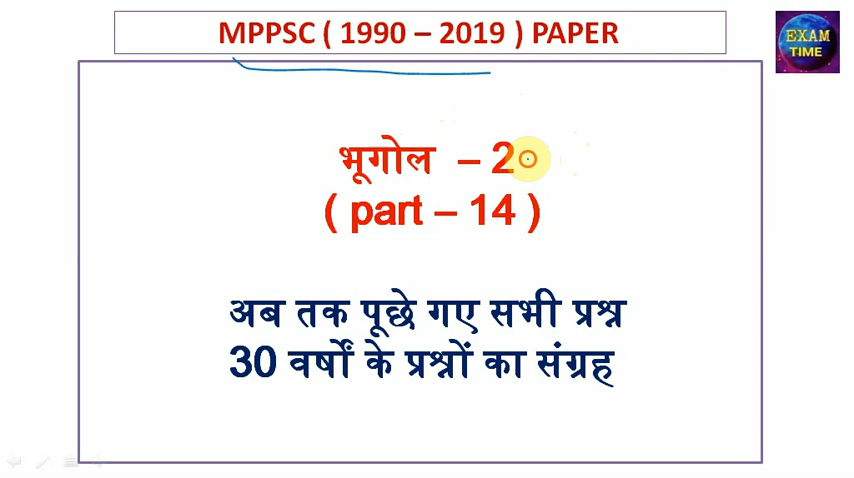 MPPSC ( 1990 – 2019 ) PAPER
EXAM
TIME
भूगोल – 2
( part – 14 )
अब तक पूछे गए सभी प्रश्न
30 वर्षों के प्रश्नों का संग्रह